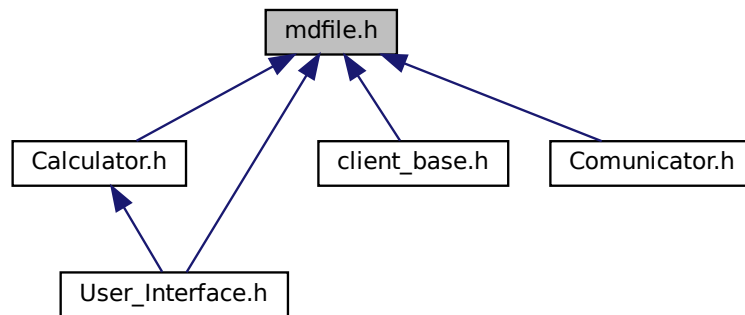 mdfile.h
Calculator.h
client_base.h
Comunicator.h
User_Interface.h